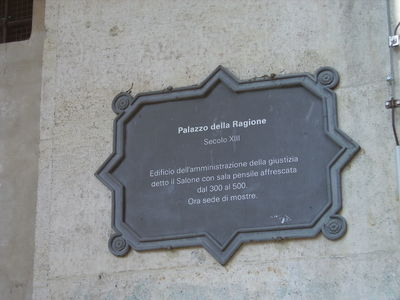 Palazzo della Ragione
Secolo XIII
Edificio dell'amministrazione della giustizia
detto il Salone con sala pensile affrescata
dal 300 al 500.
Ora sede di mostre.